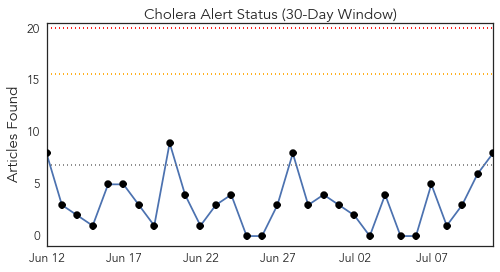 Cholera Alert Status (30-Day Window)
20
15
10
5
0
Articles Found
Jun 12 Jun 17 Jun 22 Jun 27 Jul 02 Jul 07